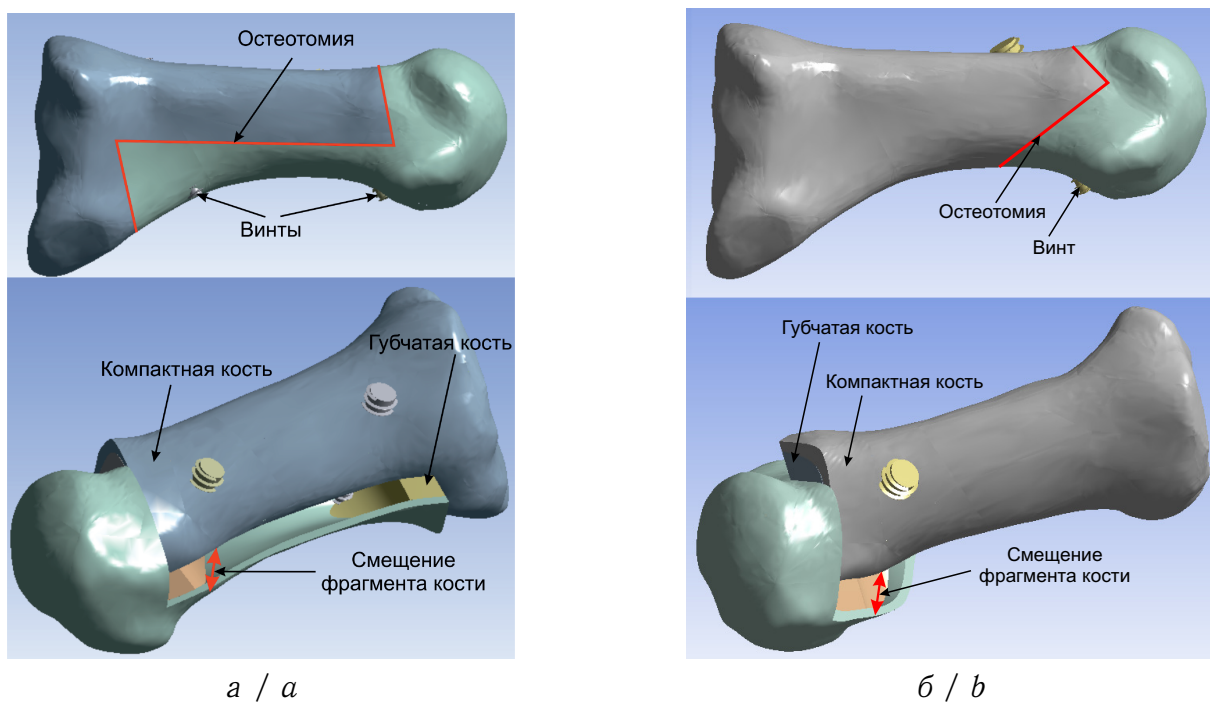 Остеотомия
Винты
Губчатая кость
Компактная кость
Смещение
фрагмента кости
а / a
Остеотомия
Винт
Губчатая кость
Компактная кость
Смещение
фрагмента кости
б / b